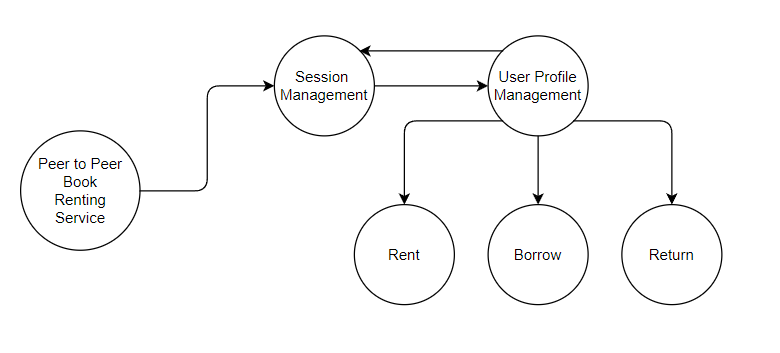 Session
Management
User Profile
Management
Peer to Peer
Book
Renting
Service
Rent
Borrow
Return